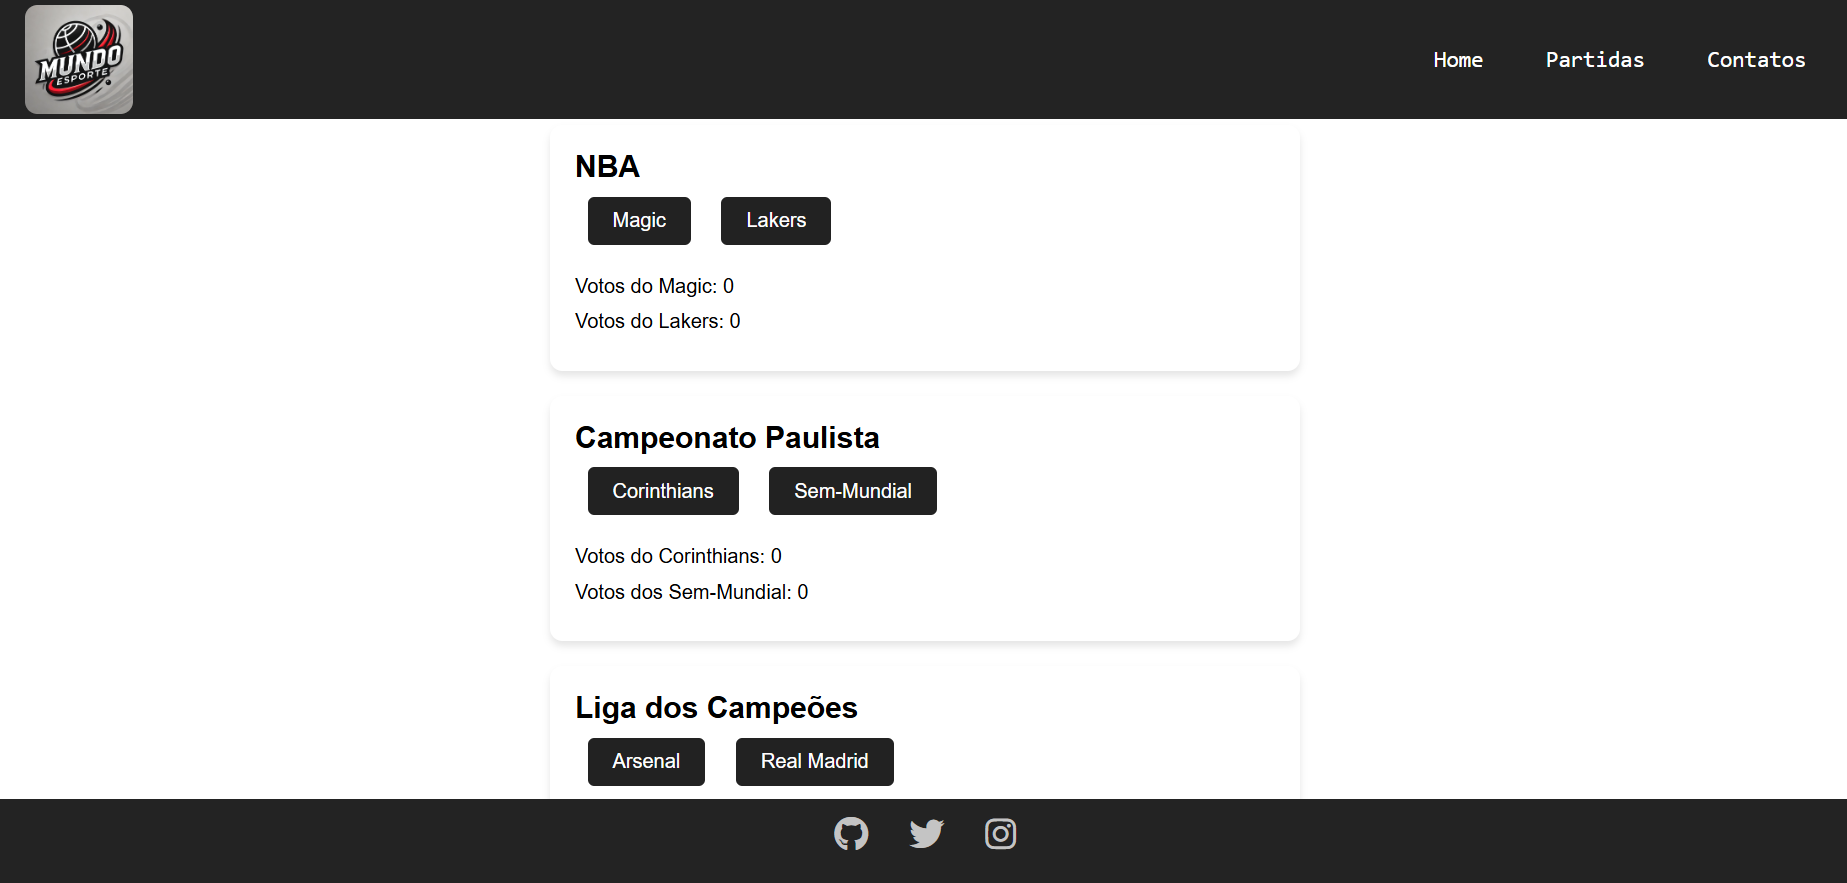 MUNDO
ESPORTE
Home Partidas Contatos
NBA
Magic Lakers
Votos do Magic: 0
Votos do Lakers: 0
Campeonato Paulista
Corinthians Sem-Mundial
Votos do Corinthians: 0
Votos dos Sem-Mundial: 0
Liga dos Campeões
Arsenal Real Madrid